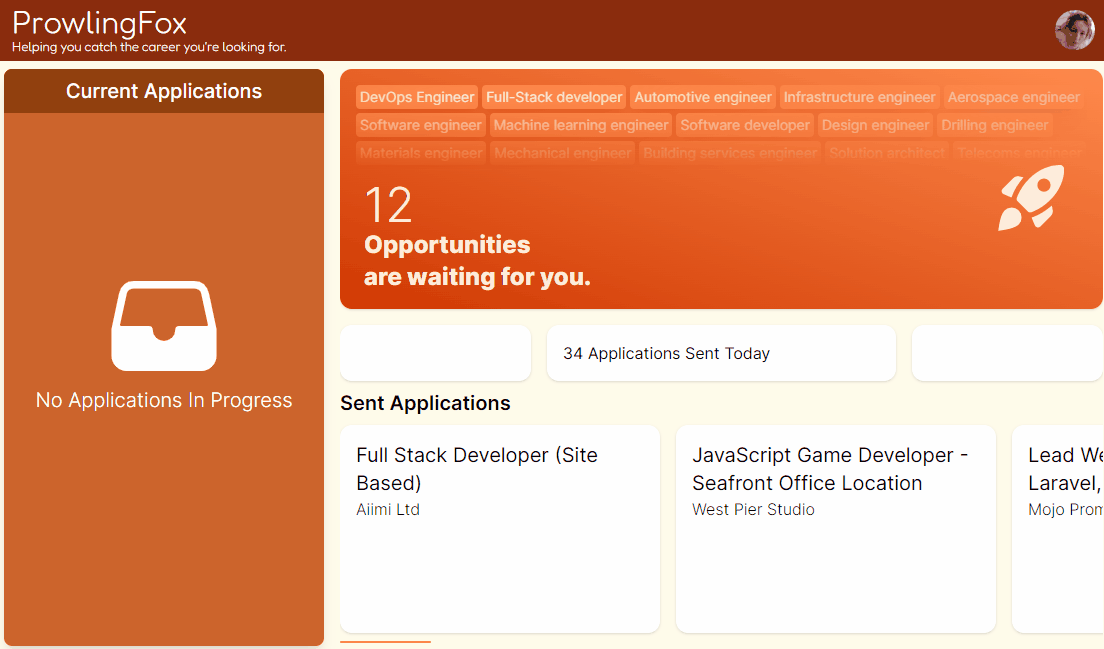 ProwlingFox
Helping you catch the career you're looking for.
Current Applications
No Applications In Progress
DevOps Engineer Full-Stack developer Automotive engineer Infrastructure engineer Aerospace engineer
Software engineer Machine learning engineer Software developer Design engineer Drilling engineer
Materials engineer Mechanical engineer Building services engineer Solution architect Telecoms engineer
12
Opportunities
are waiting for you.
34 Applications Sent Today
Sent Applications
Full Stack Developer (Site
Based)
Aiimi Ltd
JavaScript Game Developer -
Seafront Office Location
West Pier Studio
Lead We
Laravel,
Mojo Prom